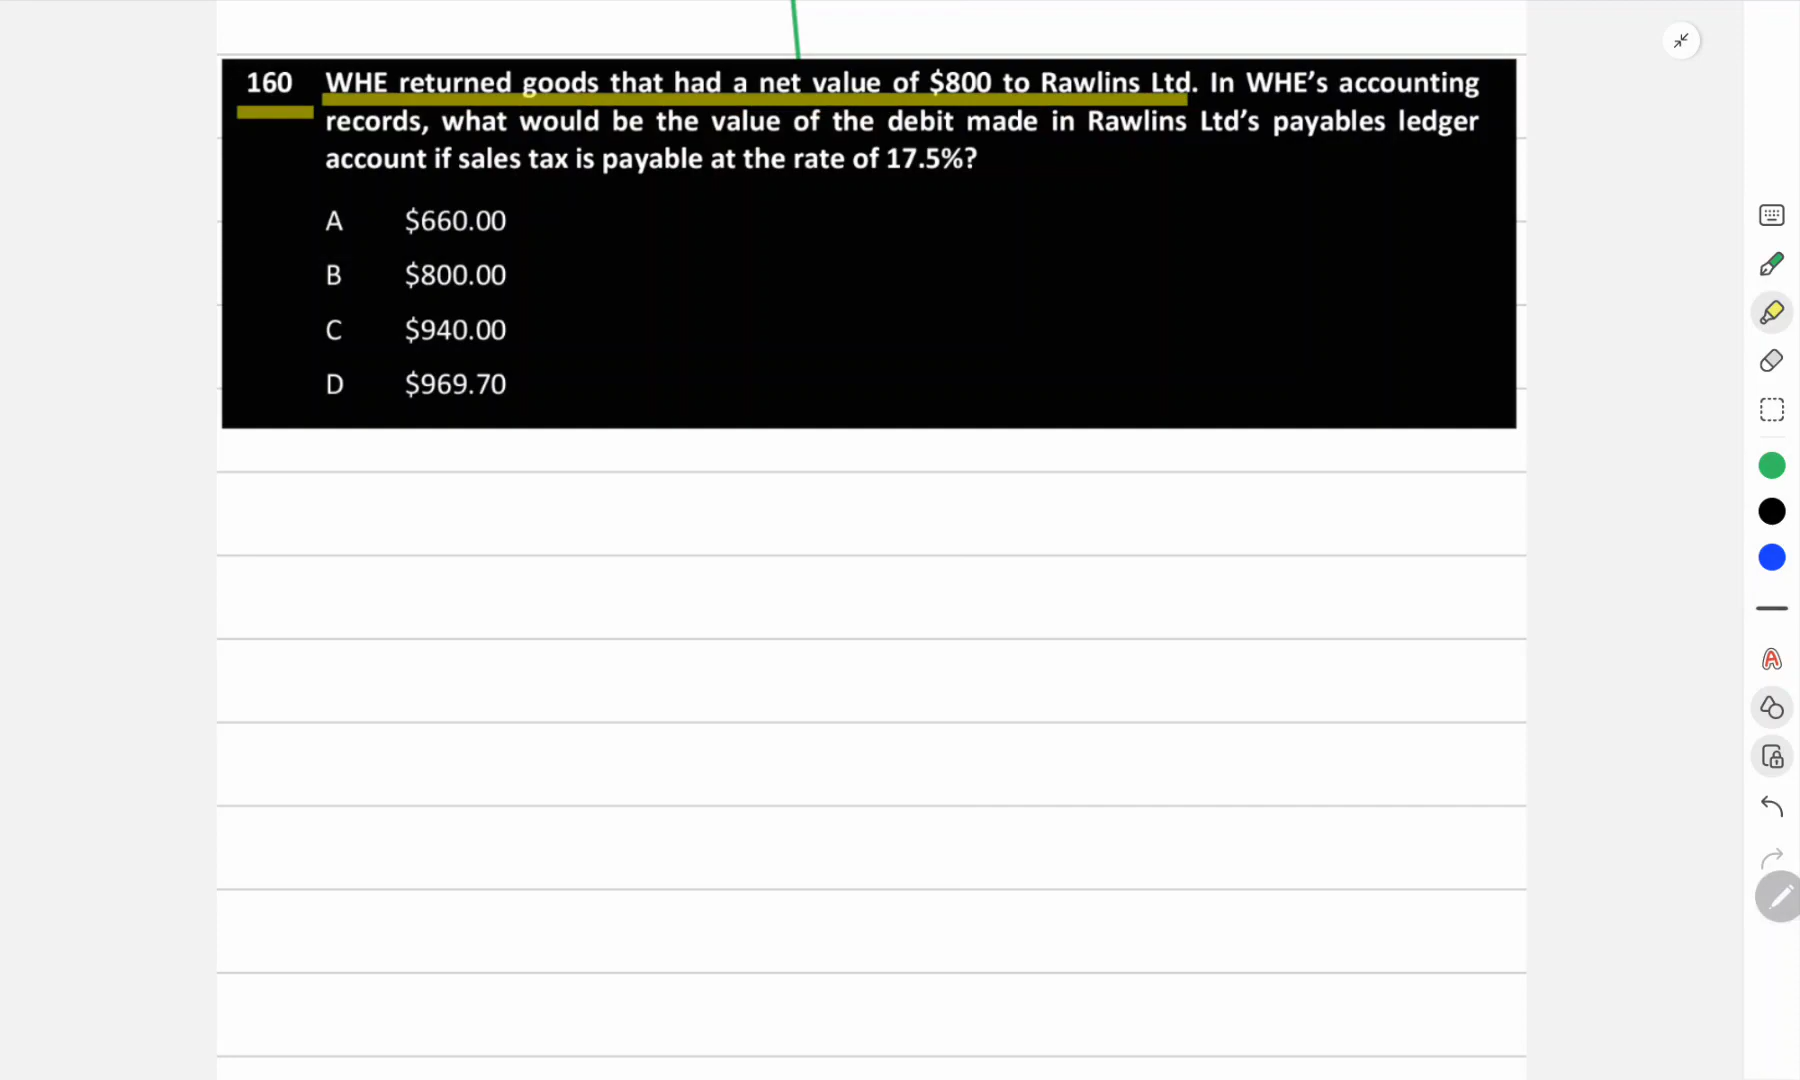 160 WHE returned goods that had a net value of $800 to Rawlins Ltd. In WHE’s accounting
records, what would be the value of the debit made in Rawlins Ltd’s payables ledger
account if sales tax is payable at the rate of 17.5%?
A $660.00
B $800.00
C $940.00
D $969.70
A